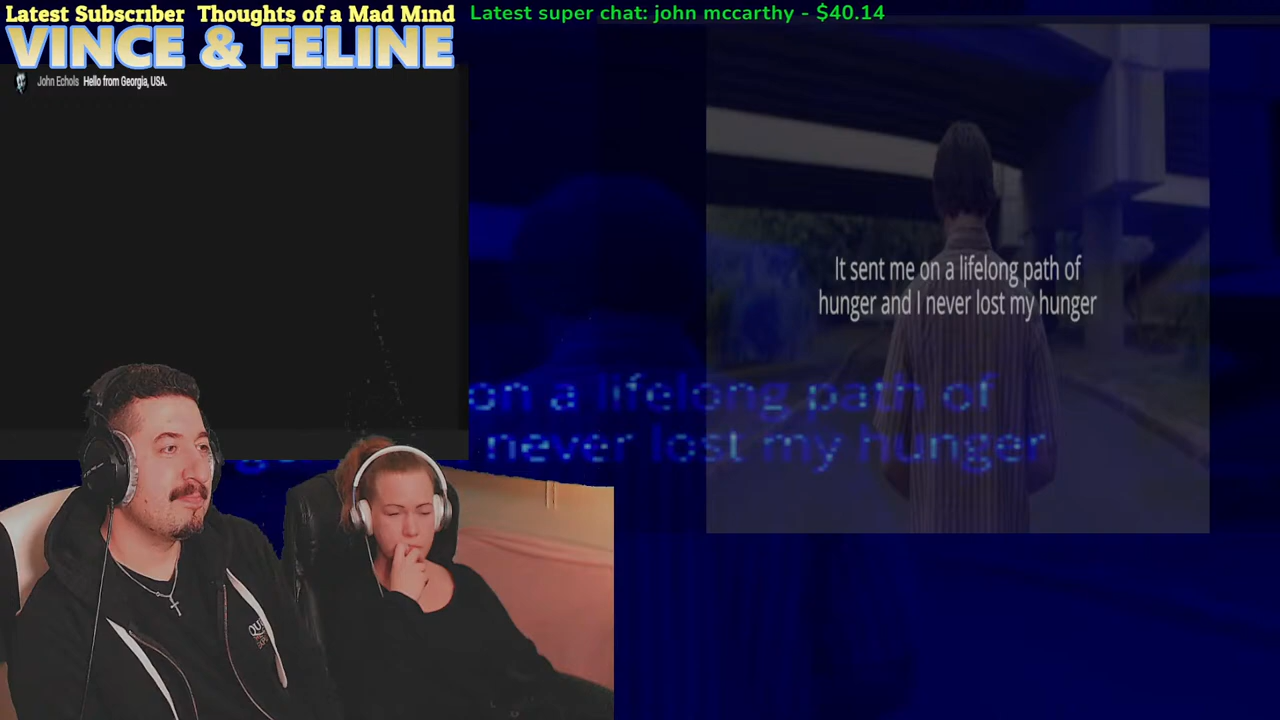 Latest Subscriber Thoughts of a Mad Mind
Latest super chat: john mccarthy - $40.14
VINCE & FELINE
John Echols Hello from Georgia, USA.
It sent me on a lifelong path of
hunger and I never lost my hunger
on a lifelong path of
never lost my hunger